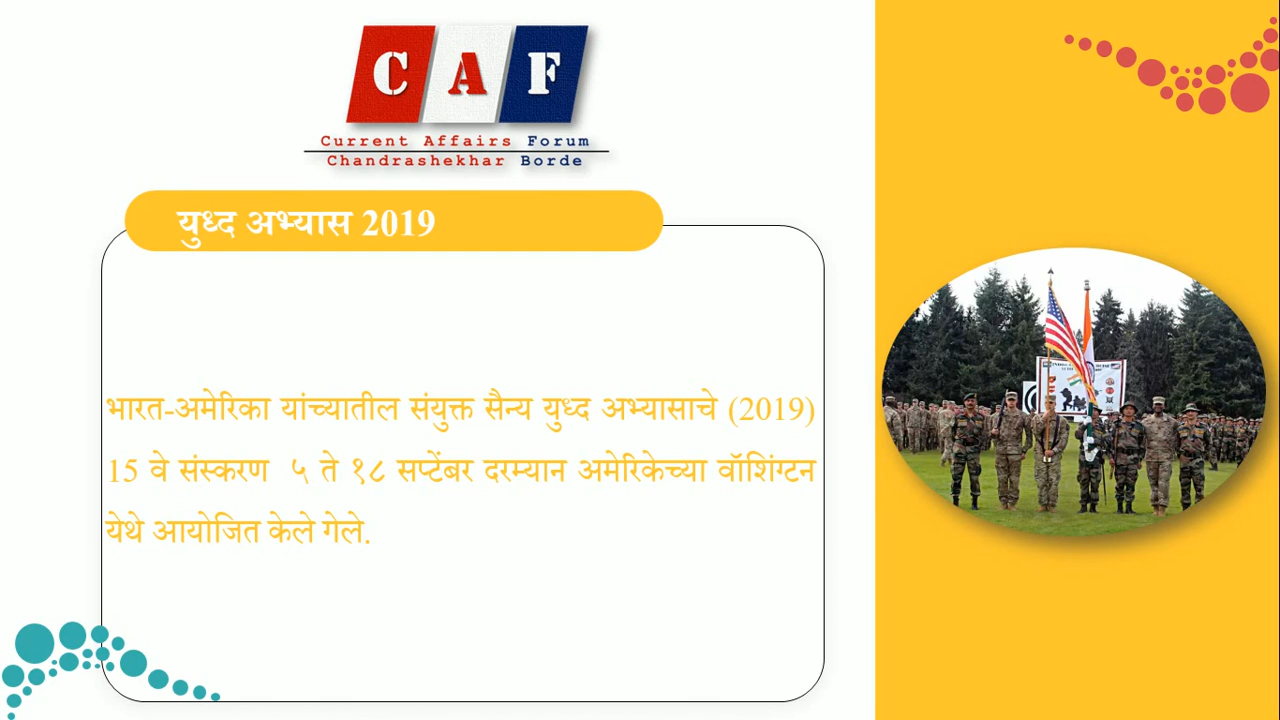 CAF
Current Affairs Forum
Chandrashekhar Borde
युध्द अभ्यास 2019
भारत-अमेरिका यांच्यातील संयुक्त सैन्य युध्द अभ्यासाचे (2019)
15 वे संस्करण ५ ते १८ सप्टेंबर दरम्यान अमेरिकेच्या वॉशिंग्टन
येथे आयोजित केले गेले.